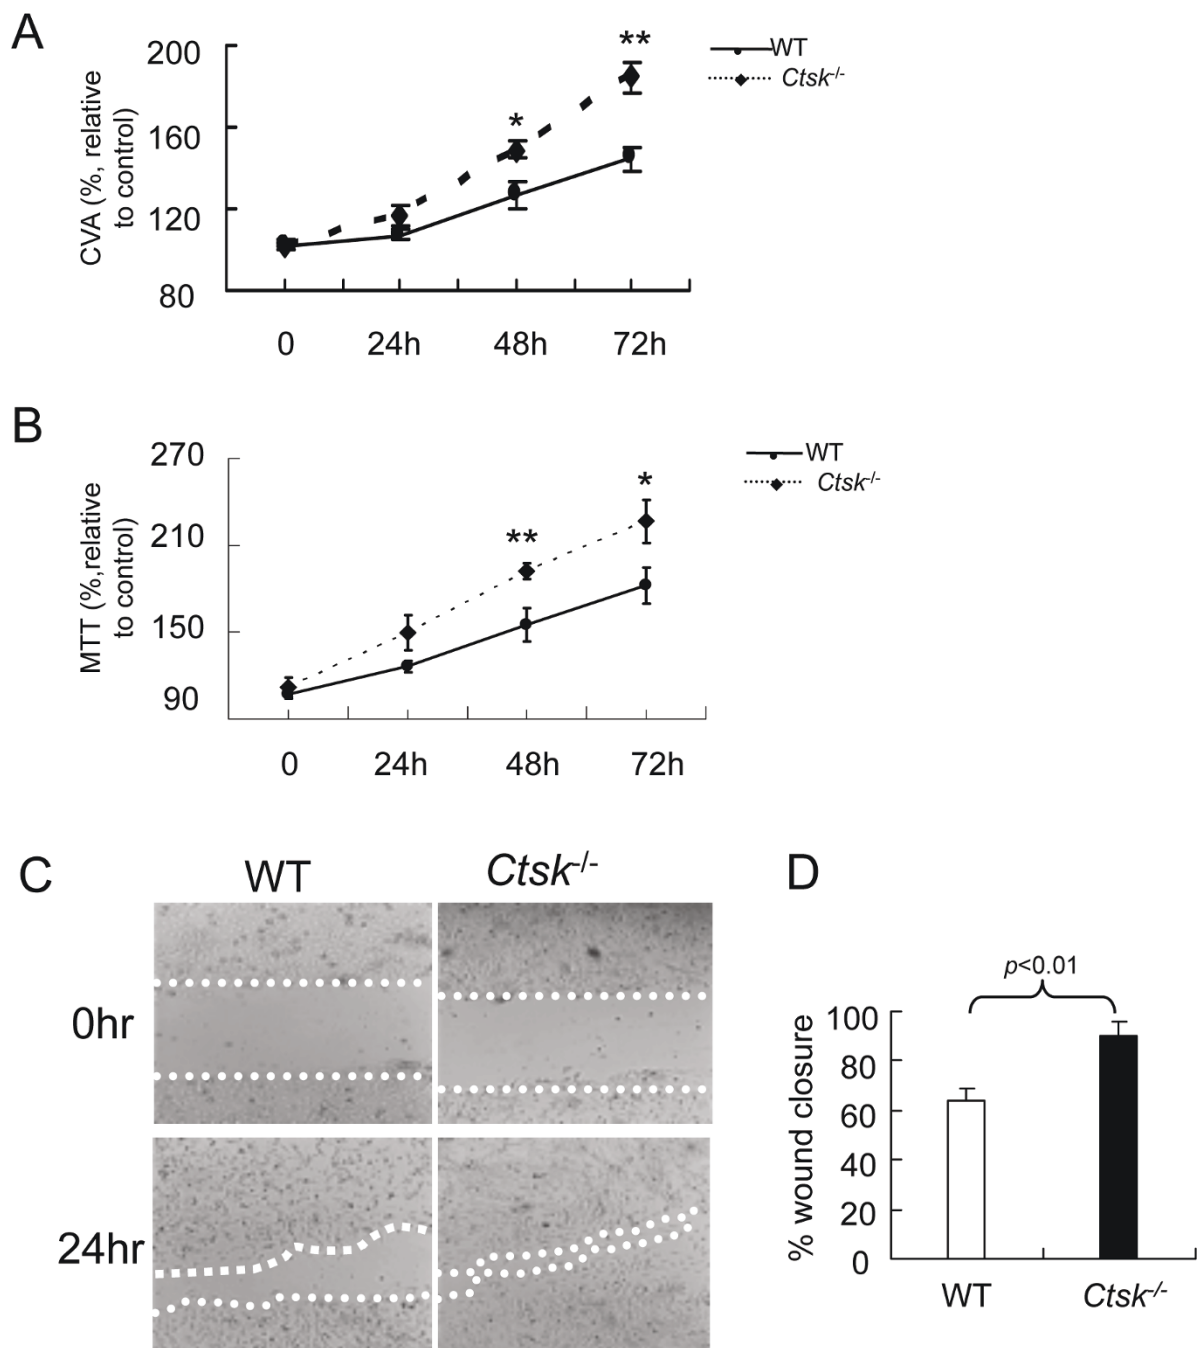 A
200
160
120
80
CVA (%, relative
to control)
*
**
WT
Ctsk-/-
0 24h 48h 72h
B
270
210
150
90
MTT (%,relative
to control)
**
*
WT
Ctsk-/-
0 24h 48h 72h
C
WT Ctsk-/-
0hr
24hr
D
p<0.01
% wound closure
100
80
60
40
20
0
WT Ctsk-/-